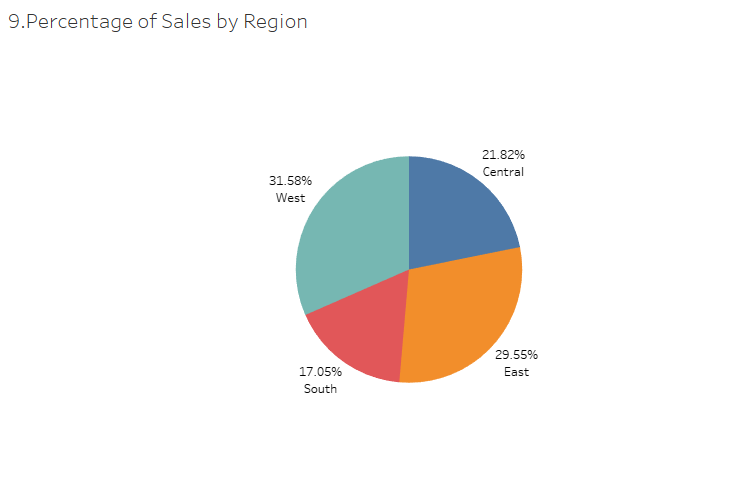 9.Percentage of Sales by Region
21.82%
Central
31.58%
West
29.55%
East
17.05%
South